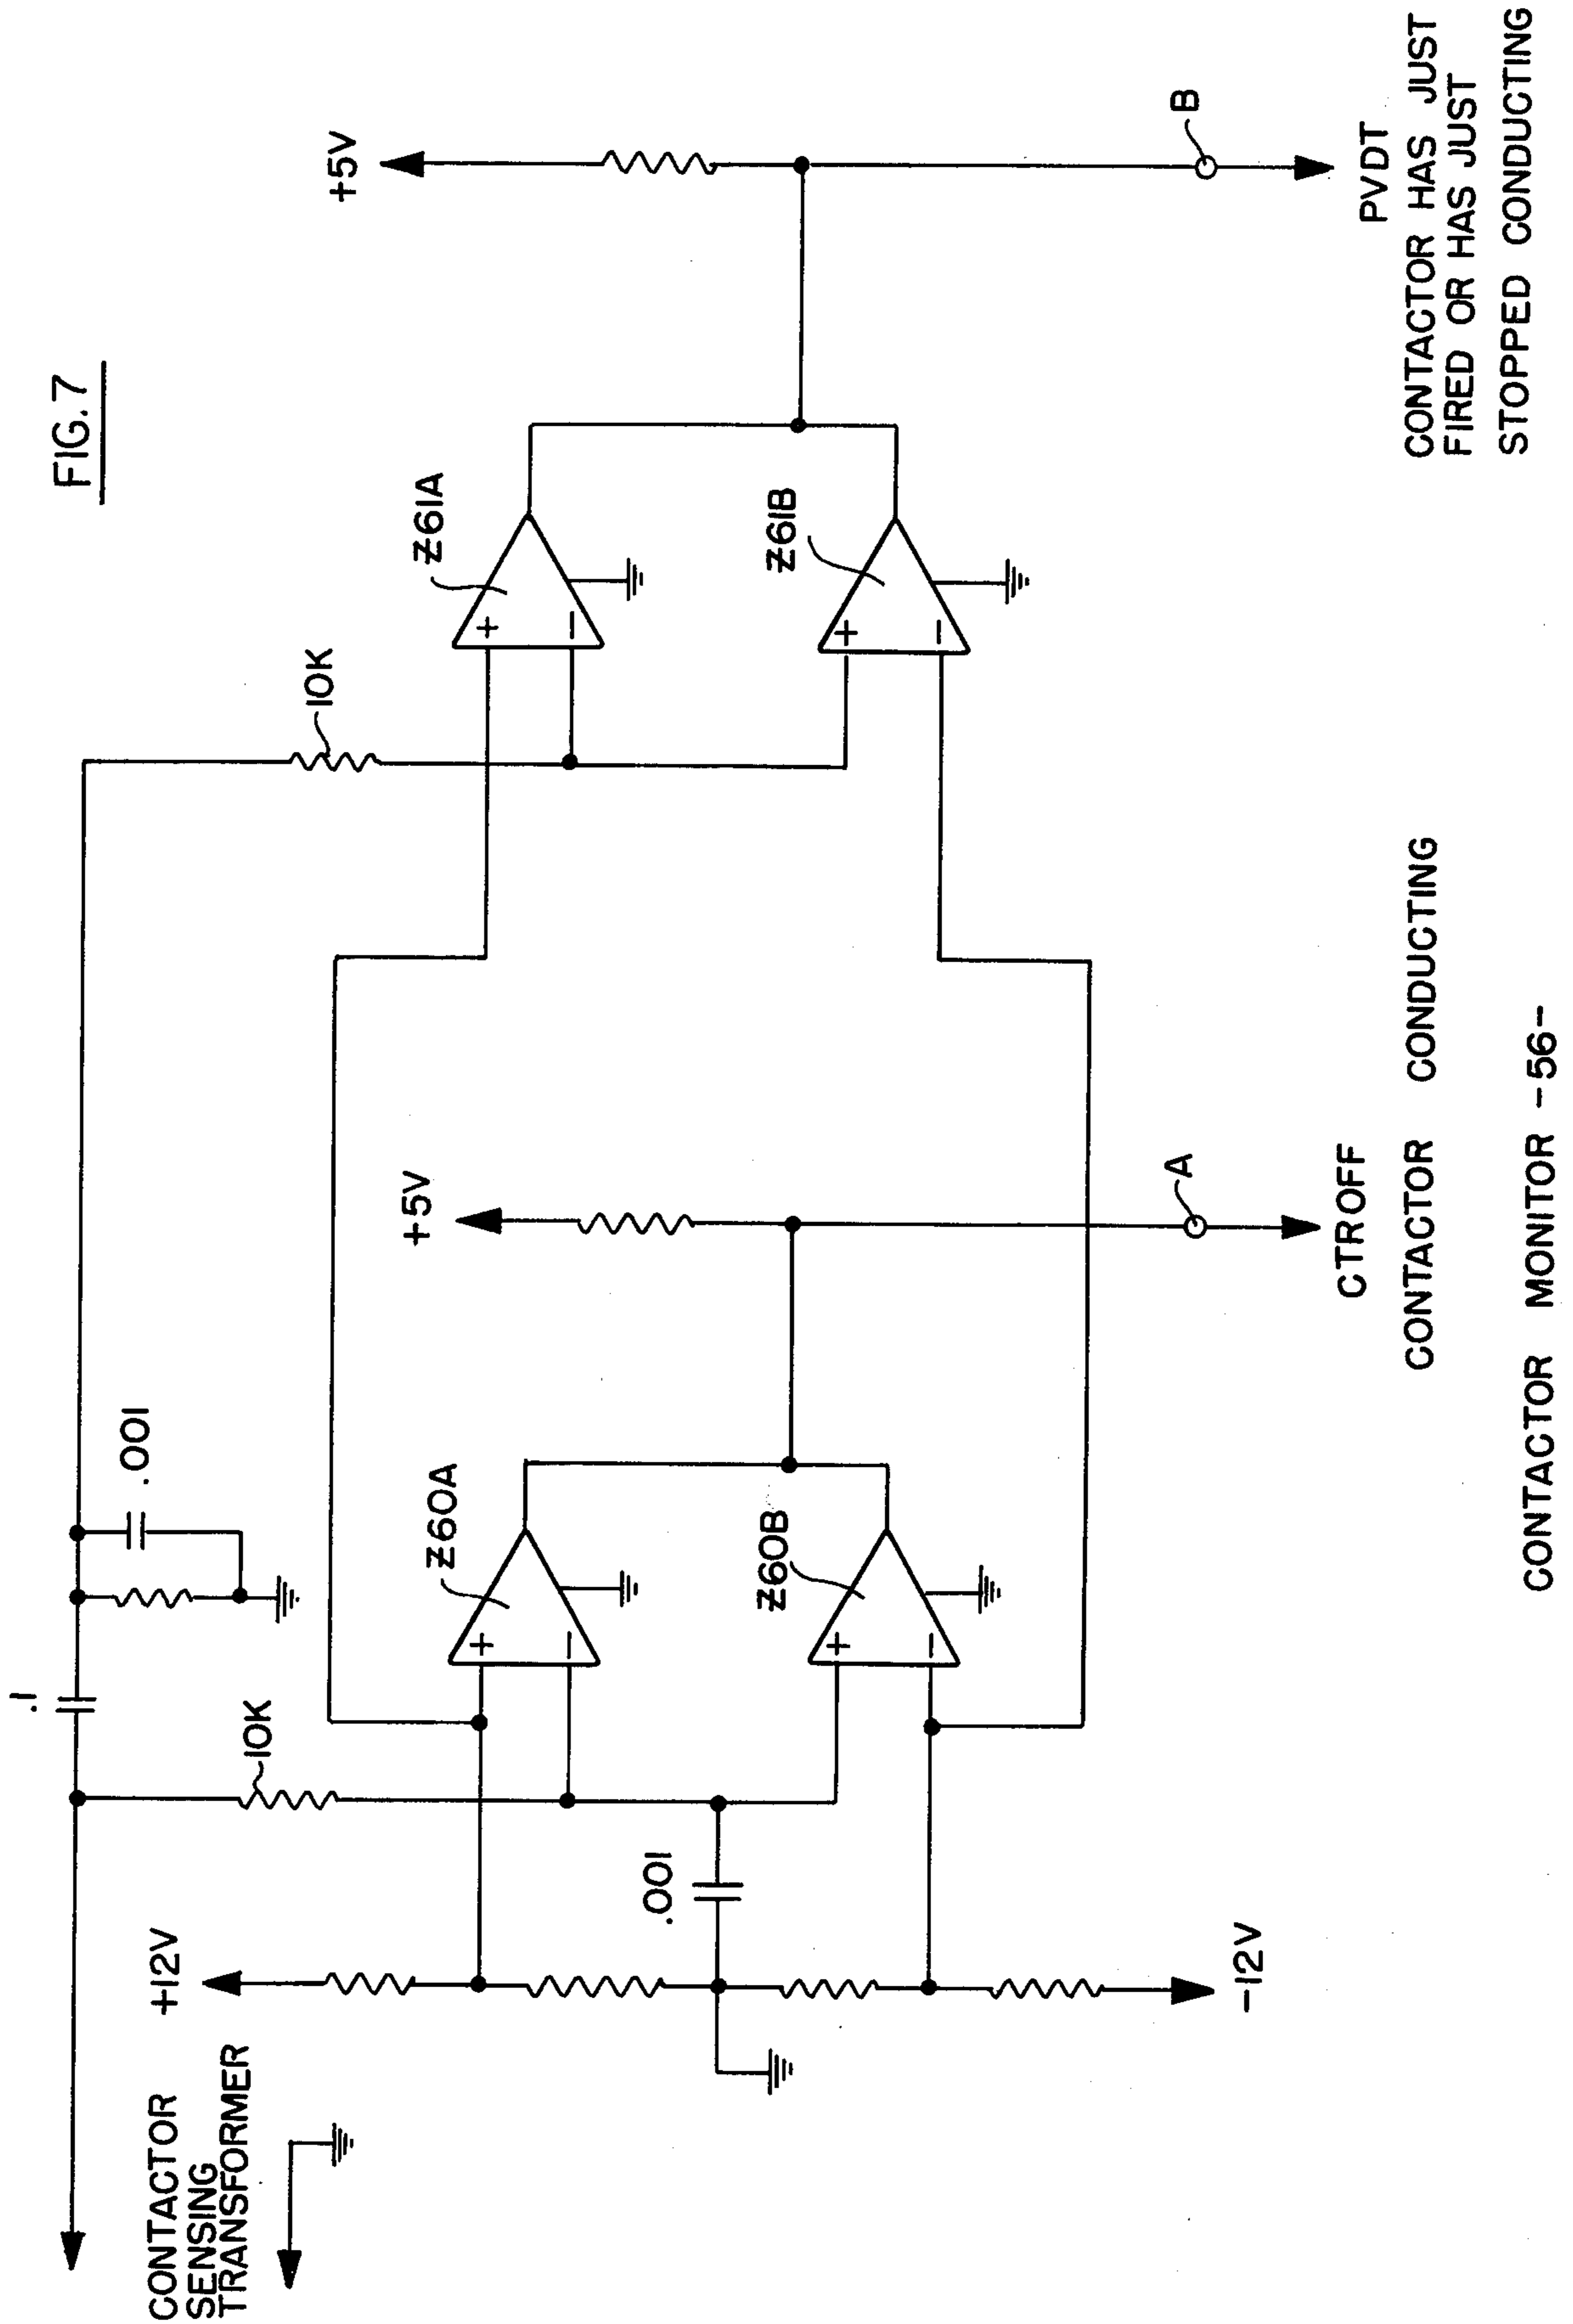 FIG. 7
.1
.001
10K
10K
+5V
+5V
CONTACTOR
SENSING
TRANSFORMER
+12V
Z60A
Z61A
+
−
+
−
.001
Z60B
Z61B
+
−
+
−
-12V
A
B
CTROFF
CONTACTOR CONDUCTING
PVDT
CONTACTOR HAS JUST
FIRED OR HAS JUST
STOPPED CONDUCTING
CONTACTOR MONITOR -56-